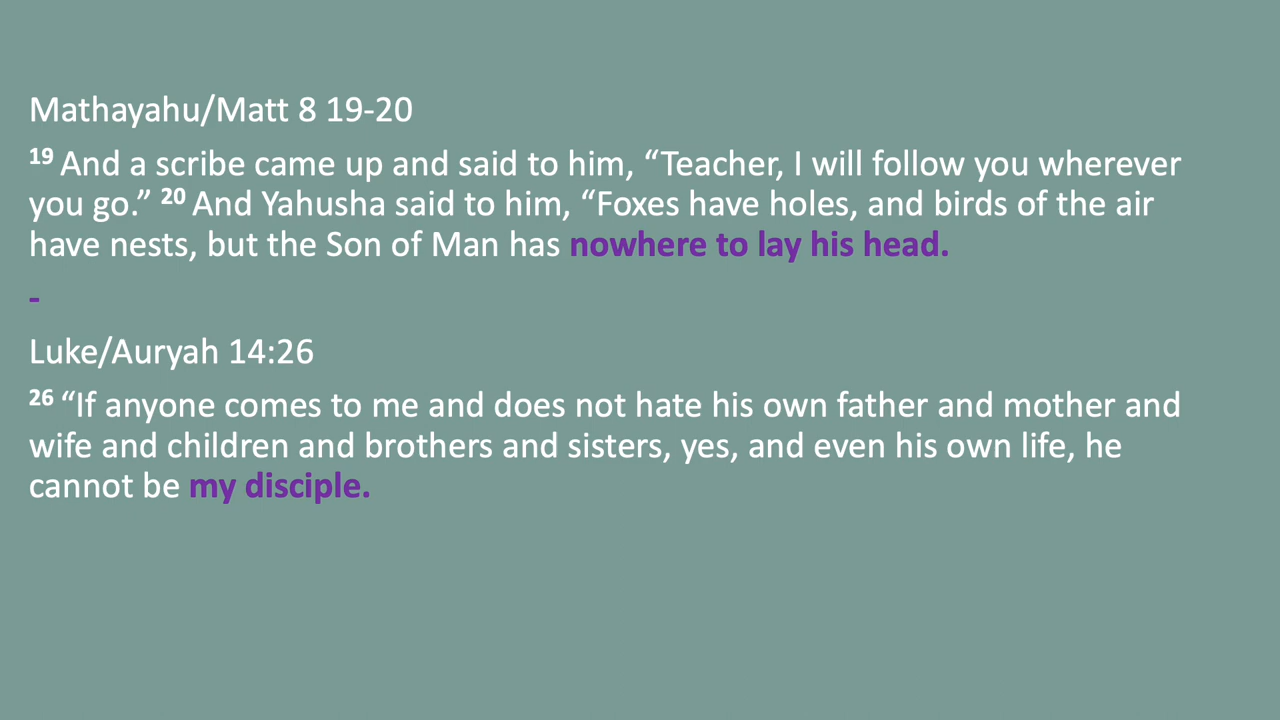 Mathayahu/Matt 8 19-20
19 And a scribe came up and said to him, “Teacher, I will follow you wherever
you go.” 20 And Yahusha said to him, “Foxes have holes, and birds of the air
have nests, but the Son of Man has nowhere to lay his head.
-
Luke/Auryah 14:26
26 “If anyone comes to me and does not hate his own father and mother and
wife and children and brothers and sisters, yes, and even his own life, he
cannot be my disciple.